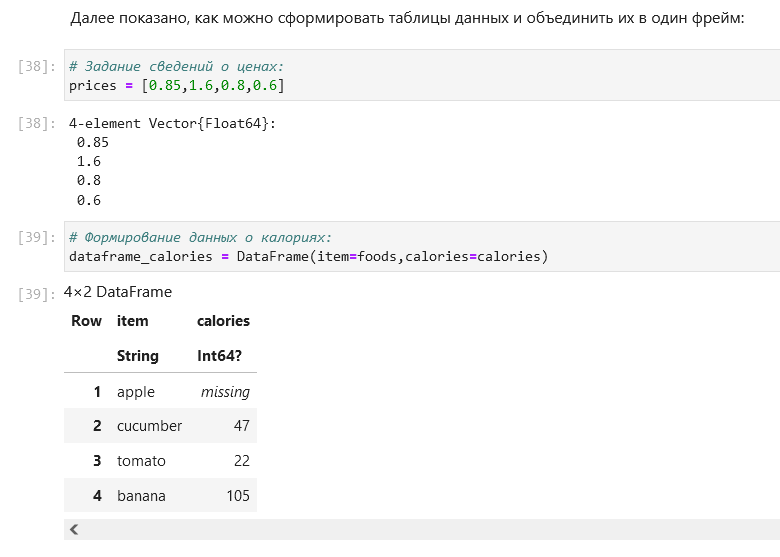 Далее показано, как можно сформировать таблицы данных и объединить их в один фрейм:
[38]: # Задание сведений о ценах:
prices = [0.85,1.6,0.8,0.6]
[38]: 4-element Vector{Float64}:
0.85
1.6
0.8
0.6
[39]: # Формирование данных о калориях:
dataframe_calories = DataFrame(item=foods,calories=calories)
[39]: 4×2 DataFrame
Row item calories
String Int64?
1 apple missing
2 cucumber 47
3 tomato 22
4 banana 105